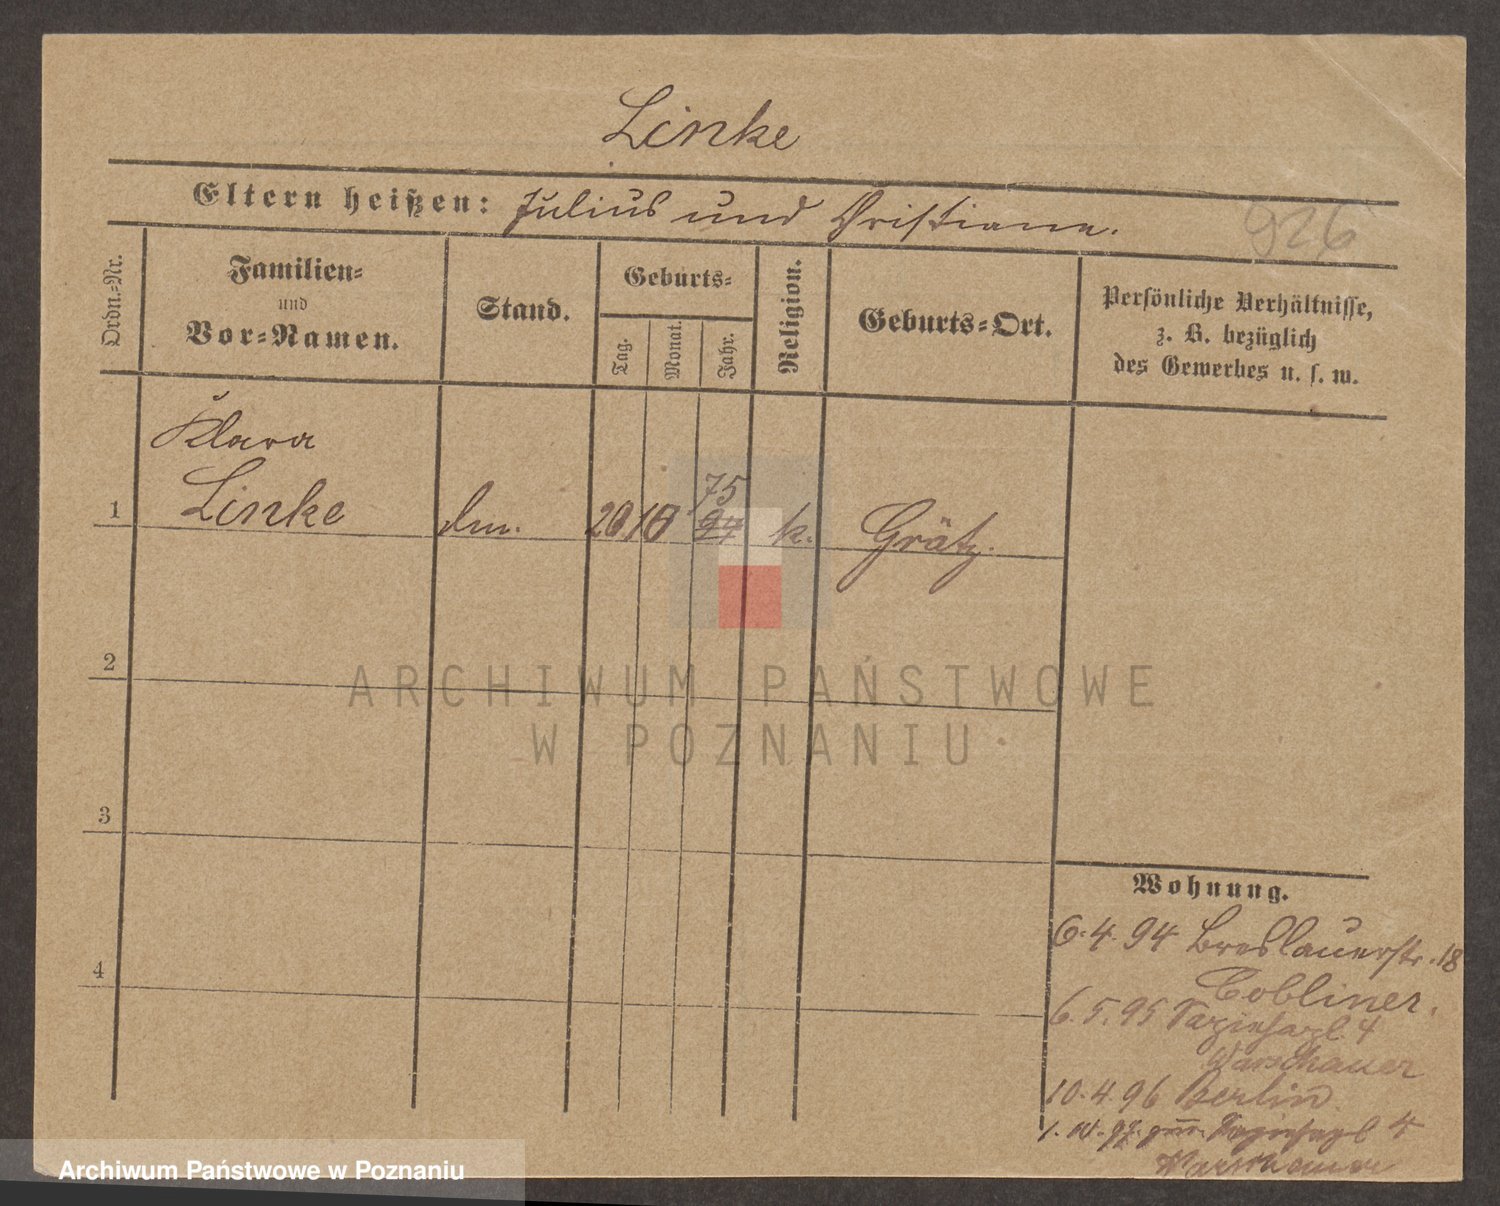 Linke
Eltern heißen: Julius und Christiane.
926
Ordn.-Nr.
Familien-
und
Vor-Namen.
Stand.
Geburts-
Tag.
Monat.
Jahr.
Religion.
Geburts-Ort.
Persönliche Verhältnisse,
z. B. bezüglich
des Gewerbes u. s. w.
Klara
75
1 Linke 20 10 k. Grätz.
2
3
4
Wohnung.
6.4.94 Breslauerstr. 18
Cobliner.
6.5.95 4
Warschauer
10.4.96 Berlin
4
Warschauer
ARCHIWUM PAŃSTWOWE
W POZNANIU
Archiwum Państwowe w Poznaniu